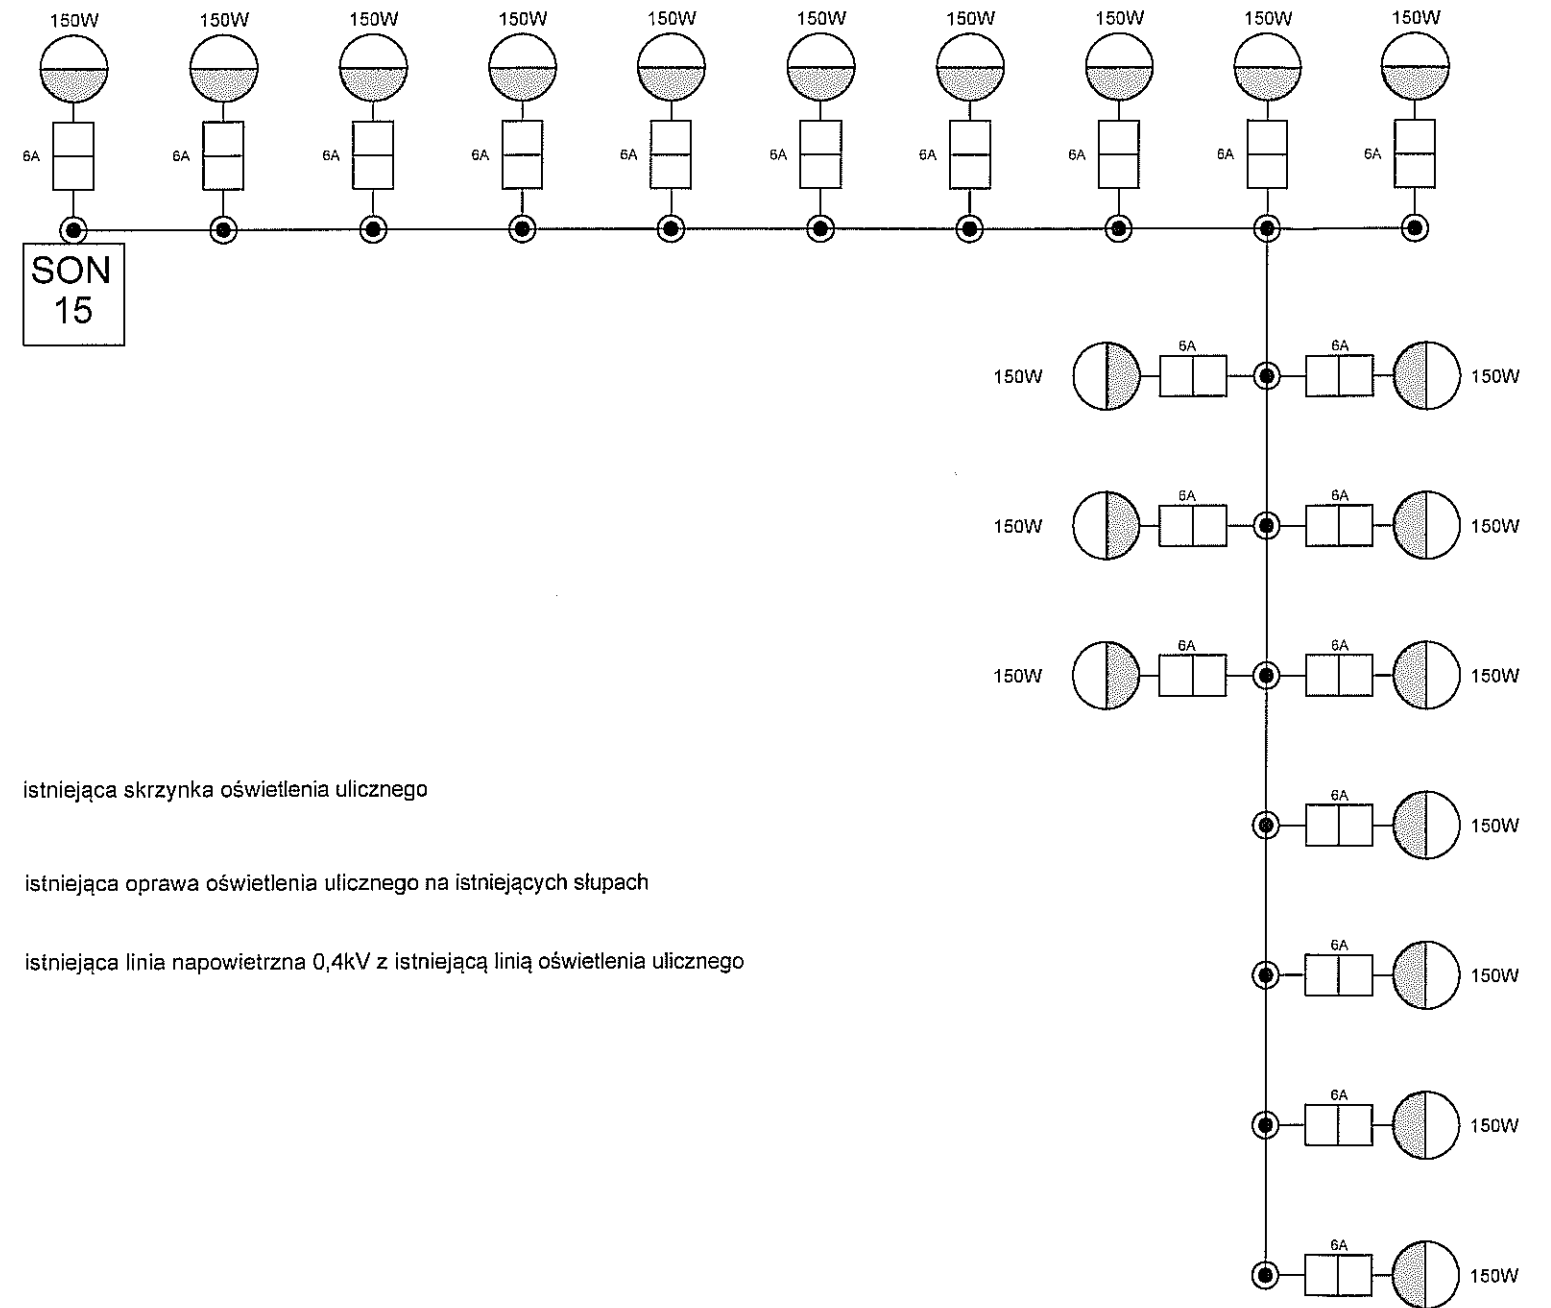 150W 150W 150W 150W 150W 150W 150W 150W 150W 150W
6A 6A 6A 6A 6A 6A 6A 6A 6A 6A
SON
15
6A 6A
150W 150W
6A 6A
150W 150W
6A 6A
150W 150W
istniejąca skrzynka oświetlenia ulicznego
6A
150W
istniejąca oprawa oświetlenia ulicznego na istniejących słupach
istniejąca linia napowietrzna 0,4kV z istniejącą linią oświetlenia ulicznego
6A
150W
6A
150W
6A
150W